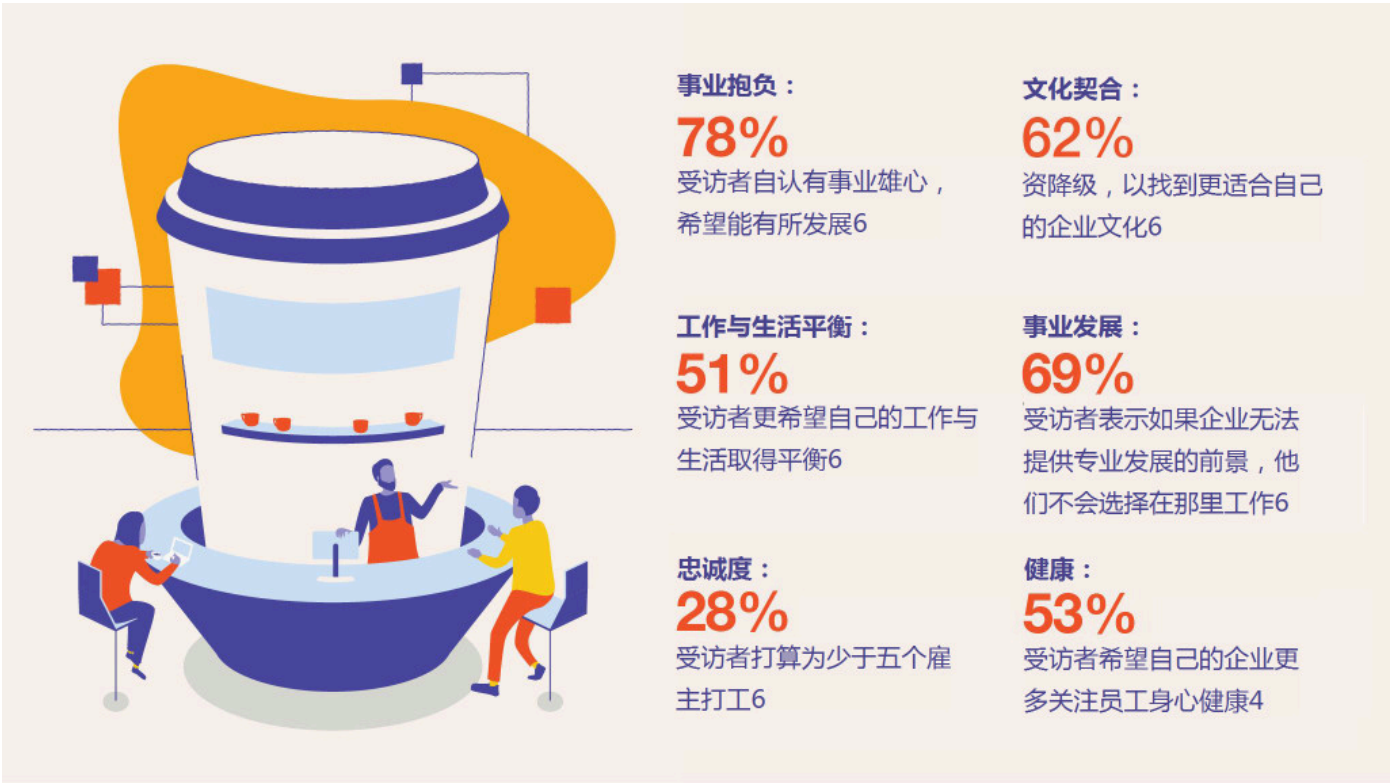 事业抱负：
78%
受访者自认有事业雄心，
希望能有所发展6
文化契合：
62%
资降级，以找到更适合自己
的企业文化6
工作与生活平衡：
51%
受访者更希望自己的工作与
生活取得平衡6
事业发展：
69%
受访者表示如果企业无法
提供专业发展的前景，他
们不会选择在那里工作6
忠诚度：
28%
受访者打算为少于五个雇
主打工6
健康：
53%
受访者希望自己的企业更
多关注员工身心健康4